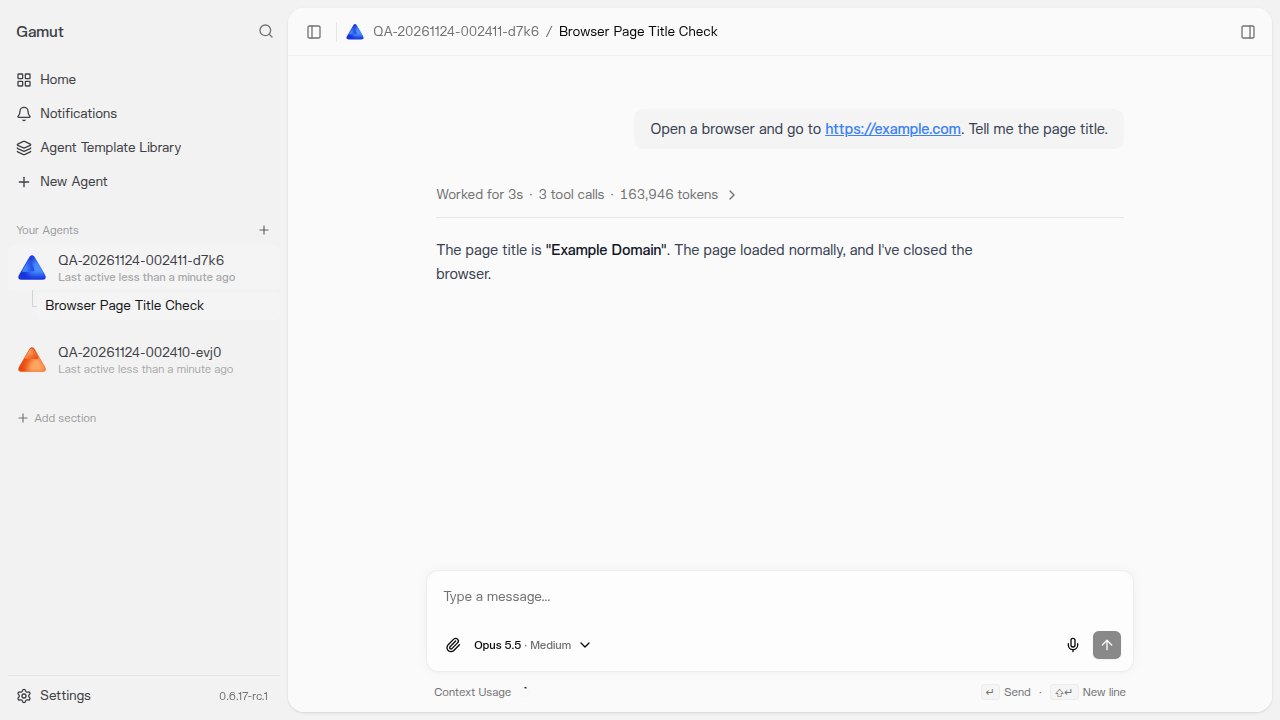 Gamut
Home
Notifications
Agent Template Library
New Agent
Your Agents
QA-20261124-002411-d7k6
Last active less than a minute ago
Browser Page Title Check
QA-20261124-002410-evj0
Last active less than a minute ago
Add section
Settings
0.6.17-rc.1
QA-20261124-002411-d7k6 / Browser Page Title Check
Open a browser and go to https://example.com. Tell me the page title.
Worked for 3s · 3 tool calls · 163,946 tokens
The page title is "Example Domain". The page loaded normally, and I've closed the
browser.
Type a message...
Opus 5.5 · Medium
Context Usage
Send · New line